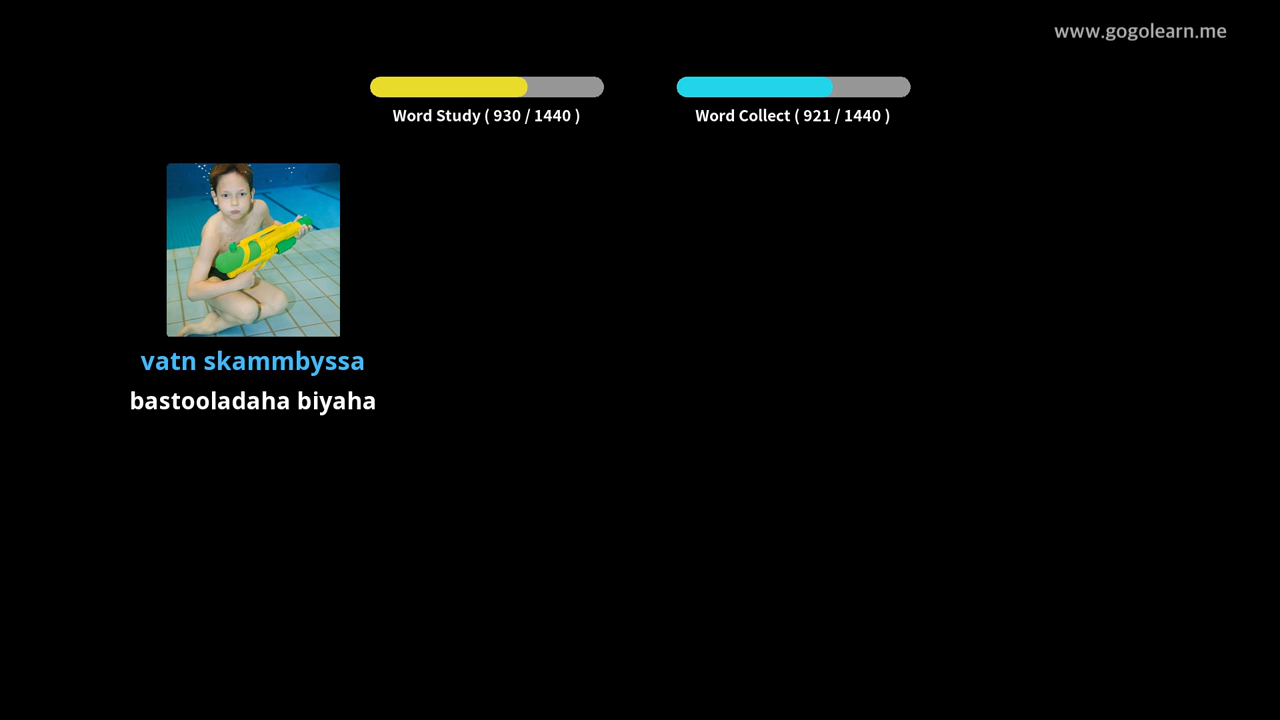 www.gogolearn.me
Word Study ( 930 / 1440 )
Word Collect ( 921 / 1440 )
vatn skammbyssa
bastooladaha biyaha